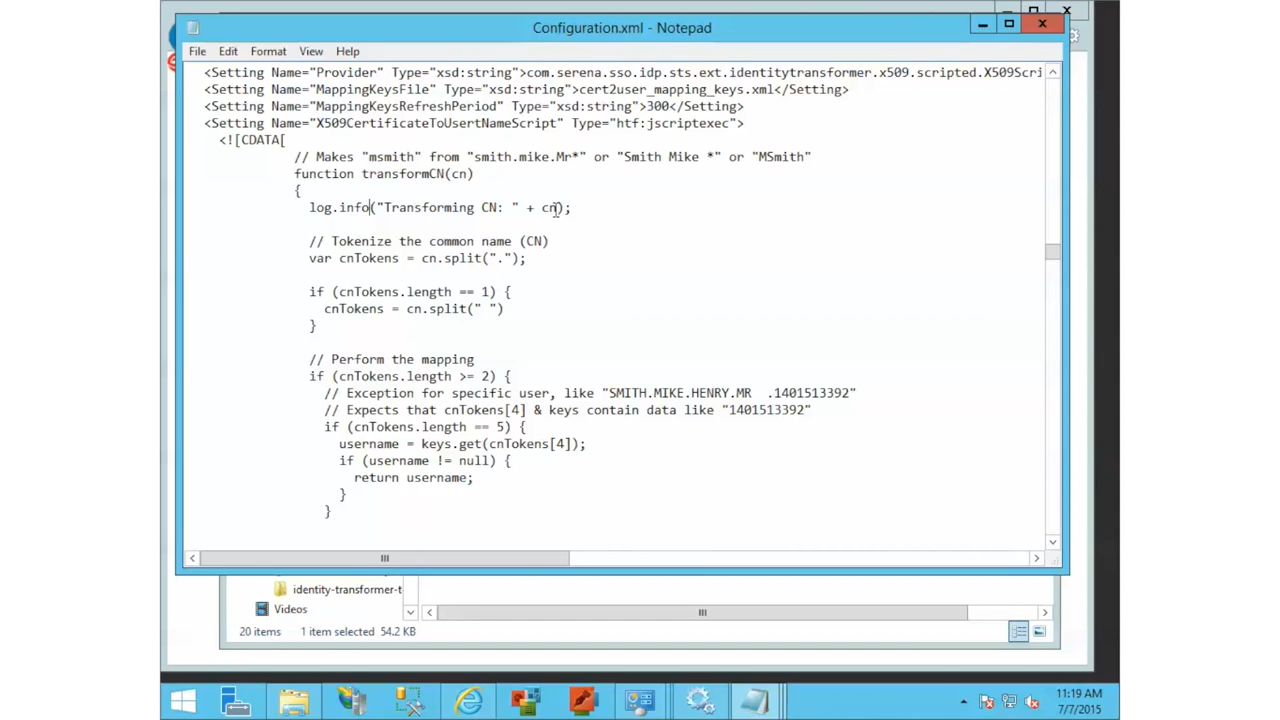 Configuration.xml - Notepad
File Edit Format View Help
<Setting Name="Provider" Type="xsd:string">com.serena.sso.idp.sts.ext.identitytransformer.x509.scripted.X509Scri
<Setting Name="MappingKeysFile" Type="xsd:string">cert2user_mapping_keys.xml</Setting>
<Setting Name="MappingKeysRefreshPeriod" Type="xsd:string">300</Setting>
<Setting Name="X509CertificateToUsertNameScript" Type="htf:jscriptexec">
<![CDATA[
// Makes "msmith" from "smith.mike.Mr*" or "Smith Mike *" or "MSmith"
function transformCN(cn)
{
log.info("Transforming CN: " + cn);
// Tokenize the common name (CN)
var cnTokens = cn.split(".");
if (cnTokens.length == 1) {
cnTokens = cn.split(" ")
}
// Perform the mapping
if (cnTokens.length >= 2) {
// Exception for specific user, like "SMITH.MIKE.HENRY.MR  .1401513392"
// Expects that cnTokens[4] & keys contain data like "1401513392"
if (cnTokens.length == 5) {
username = keys.get(cnTokens[4]);
if (username != null) {
return username;
}
}
identity-transformer-t
Videos
20 items 1 item selected 54.2 KB
11:19 AM
7/7/2015